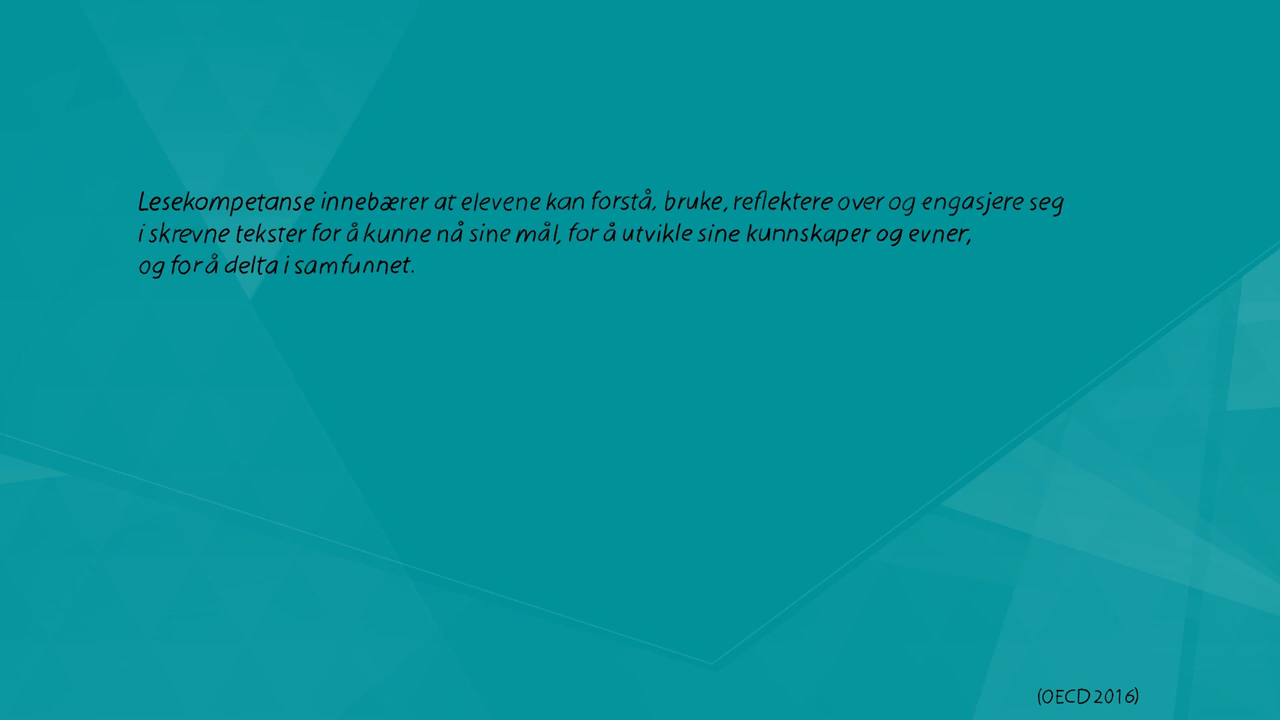 Lesekompetanse innebærer at elevene kan forstå, bruke, reflektere over og engasjere seg
i skrevne tekster for å kunne nå sine mål, for å utvikle sine kunnskaper og evner,
og for å delta i samfunnet.
(OECD 2016)